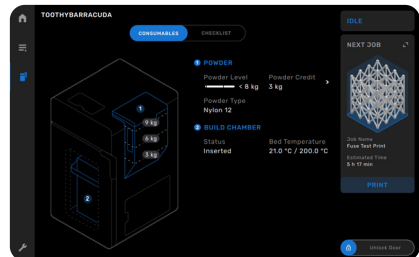 TOOTHYBARRACUDA
CONSUMABLES
CHECKLIST
IDLE
NEXT JOB
1 POWDER
Powder Level
< 8 kg
Powder Credit
3 kg
Powder Type
Nylon 12
2 BUILD CHAMBER
Status
Inserted
Bed Temperature
21.0 °C / 200.0 °C
1
9 kg
6 kg
3 kg
2
Job Name
Fuse Test Print
Estimated Time
5 h 17 min
PRINT
Unlock Door